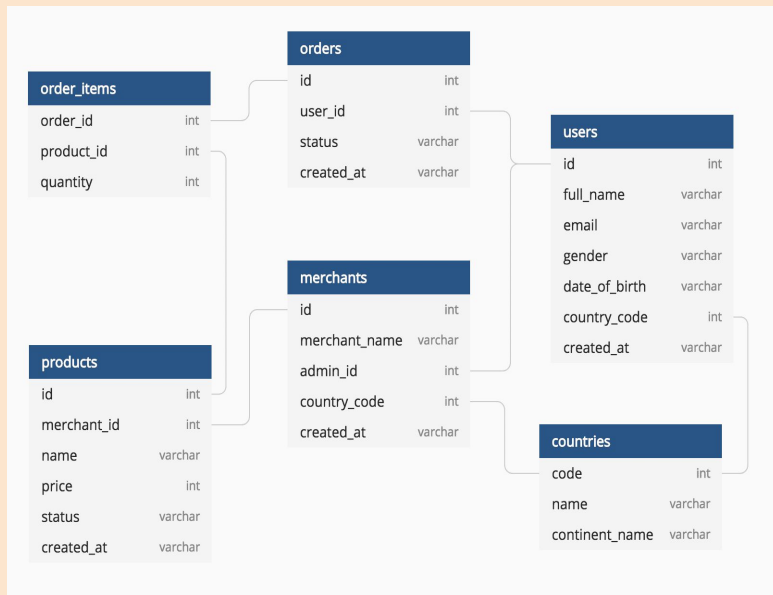 order_items
order_id int
product_id int
quantity int
orders
id int
user_id int
status varchar
created_at varchar
users
id int
full_name varchar
email varchar
gender varchar
date_of_birth varchar
country_code int
created_at varchar
merchants
id int
merchant_name varchar
admin_id int
country_code int
created_at varchar
products
id int
merchant_id int
name varchar
price int
status varchar
created_at varchar
countries
code int
name varchar
continent_name varchar